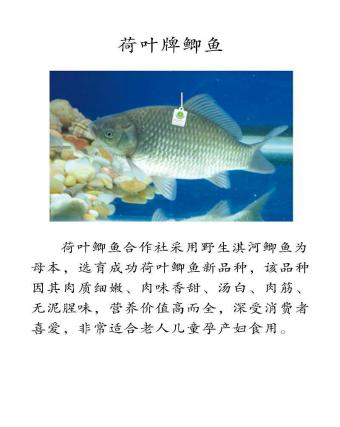 荷叶牌鲫鱼
荷叶鲫鱼合作社采用野生淇河鲫鱼为
母本，选育成功荷叶鲫鱼新品种，该品种
因其肉质细嫩、肉味香甜、汤白、肉筋、
无泥腥味，营养价值高而全，深受消费者
喜爱，非常适合老人儿童孕产妇食用。